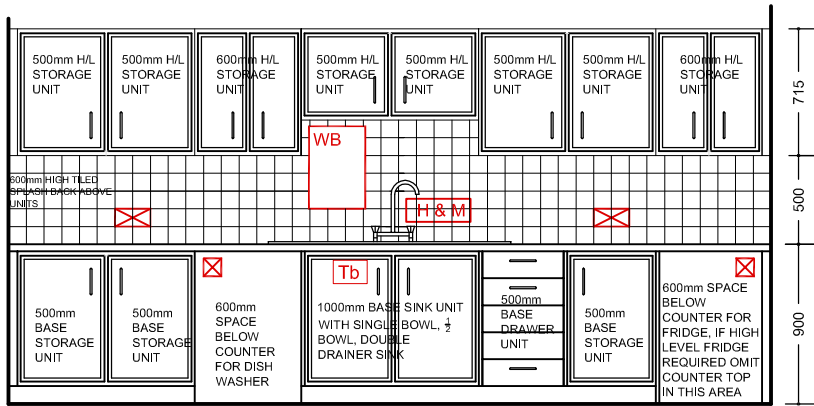 500mm H/L
STORAGE
UNIT
500mm H/L
STORAGE
UNIT
600mm H/L
STORAGE
UNIT
500mm H/L
STORAGE
UNIT
500mm H/L
STORAGE
UNIT
500mm H/L
STORAGE
UNIT
500mm H/L
STORAGE
UNIT
600mm H/L
STORAGE
UNIT
715
WB
600mm HIGH TILED
SPLASH BACK ABOVE
UNITS
H & M
500
Tb
500mm
BASE
STORAGE
UNIT
500mm
BASE
STORAGE
UNIT
600mm
SPACE
BELOW
COUNTER
FOR DISH
WASHER
1000mm BASE SINK UNIT
WITH SINGLE BOWL, ½
BOWL, DOUBLE
DRAINER SINK
500mm
BASE
DRAWER
UNIT
500mm
BASE
STORAGE
UNIT
600mm SPACE
BELOW
COUNTER FOR
FRIDGE, IF HIGH
LEVEL FRIDGE
REQUIRED OMIT
COUNTER TOP
IN THIS AREA
900